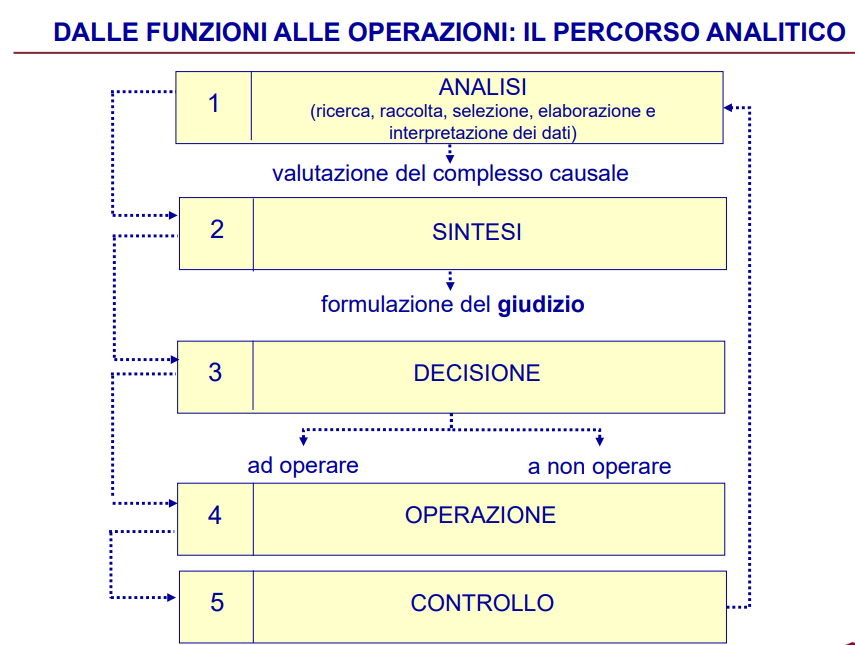 DALLE FUNZIONI ALLE OPERAZIONI: IL PERCORSO ANALITICO
1
ANALISI
(ricerca, raccolta, selezione, elaborazione e
interpretazione dei dati)
valutazione del complesso causale
2
SINTESI
formulazione del giudizio
3
DECISIONE
ad operare
a non operare
4
OPERAZIONE
5
CONTROLLO